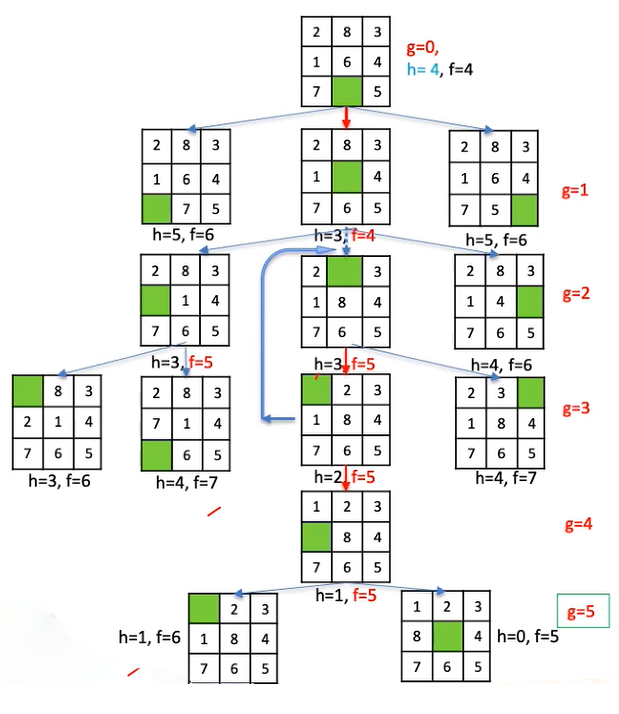 2 8 3
1 6 4
7 5
g=0,
h= 4, f=4
2 8 3
1 6 4
7 5
h=5, f=6
2 8 3
1 4
7 6 5
h=3, f=4
2 8 3
1 6 4
7 5
h=5, f=6
g=1
2 8 3
1 4
7 6 5
h=3, f=5
2 3
1 8 4
7 6 5
h=3, f=5
2 8 3
1 4
7 6 5
h=4, f=6
g=2
8 3
2 1 4
7 6 5
h=3, f=6
2 8 3
7 1 4
6 5
h=4, f=7
2 3
1 8 4
7 6 5
h=2, f=5
2 3
1 8 4
7 6 5
h=4, f=7
g=3
1 2 3
8 4
7 6 5
h=1, f=5
g=4
2 3
1 8 4
7 6 5
h=1, f=6
1 2 3
8 4
7 6 5
h=0, f=5
g=5